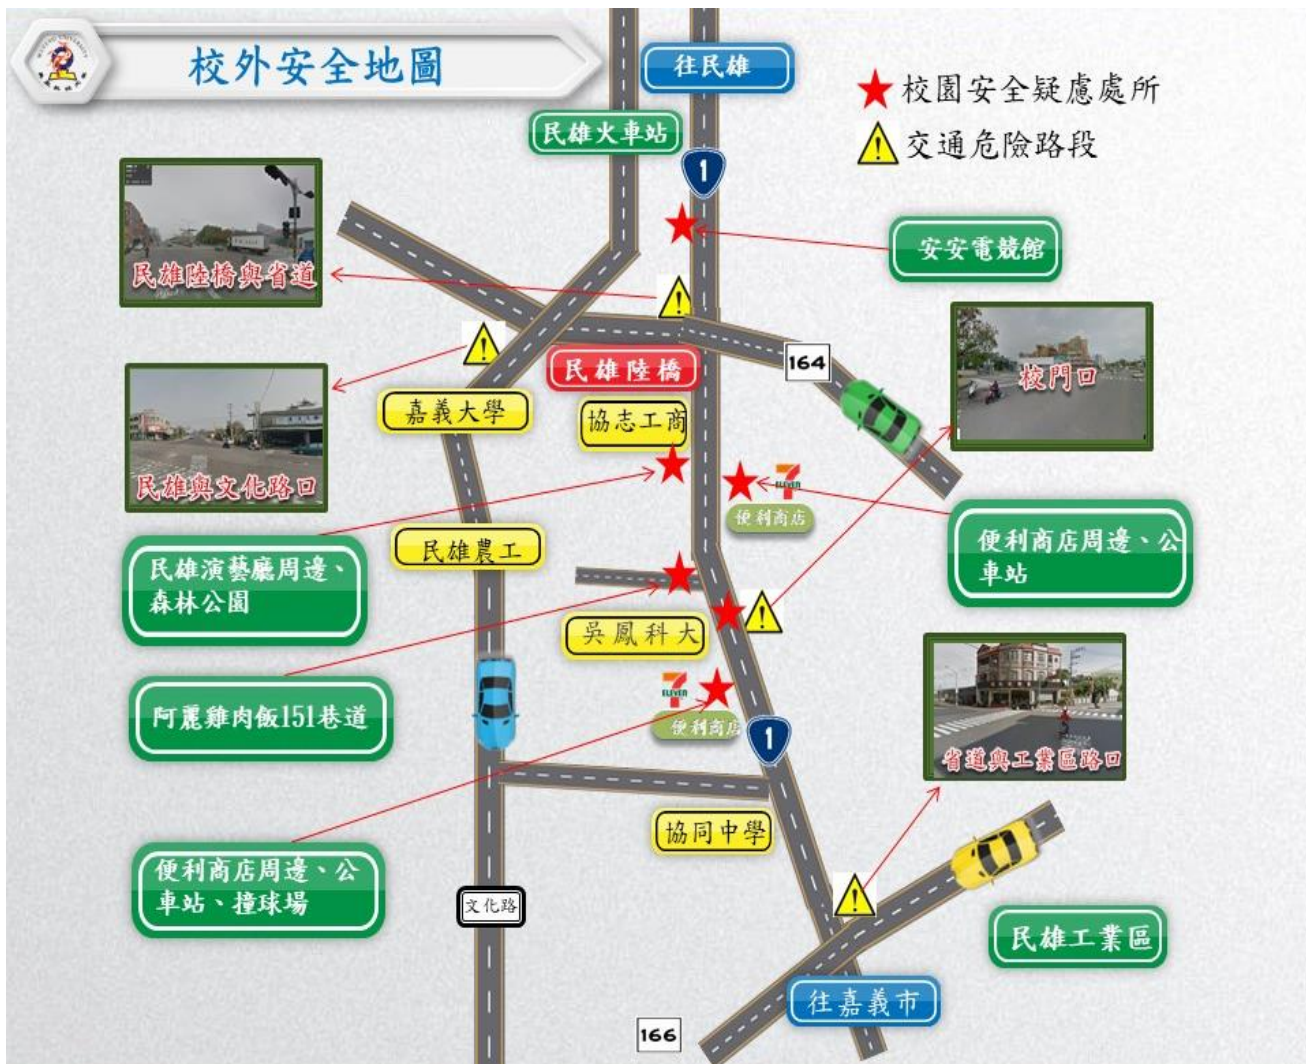 校外安全地圖
往民雄
校園安全疑慮處所
交通危險路段
民雄火車站
1
安安電競館
民雄陸橋與省道
校門口
164
民雄陸橋
嘉義大學
協志工商
民雄與文化路口
7
ELEVEN
便利商店
便利商店周邊、公
車站
民雄農工
民雄演藝廳周邊、
森林公園
吳鳳科大
阿麗雞肉飯151巷道
7
ELEVEN
便利商店
1
省道與工業區路口
協同中學
便利商店周邊、公
車站、撞球場
文化路
民雄工業區
往嘉義市
166